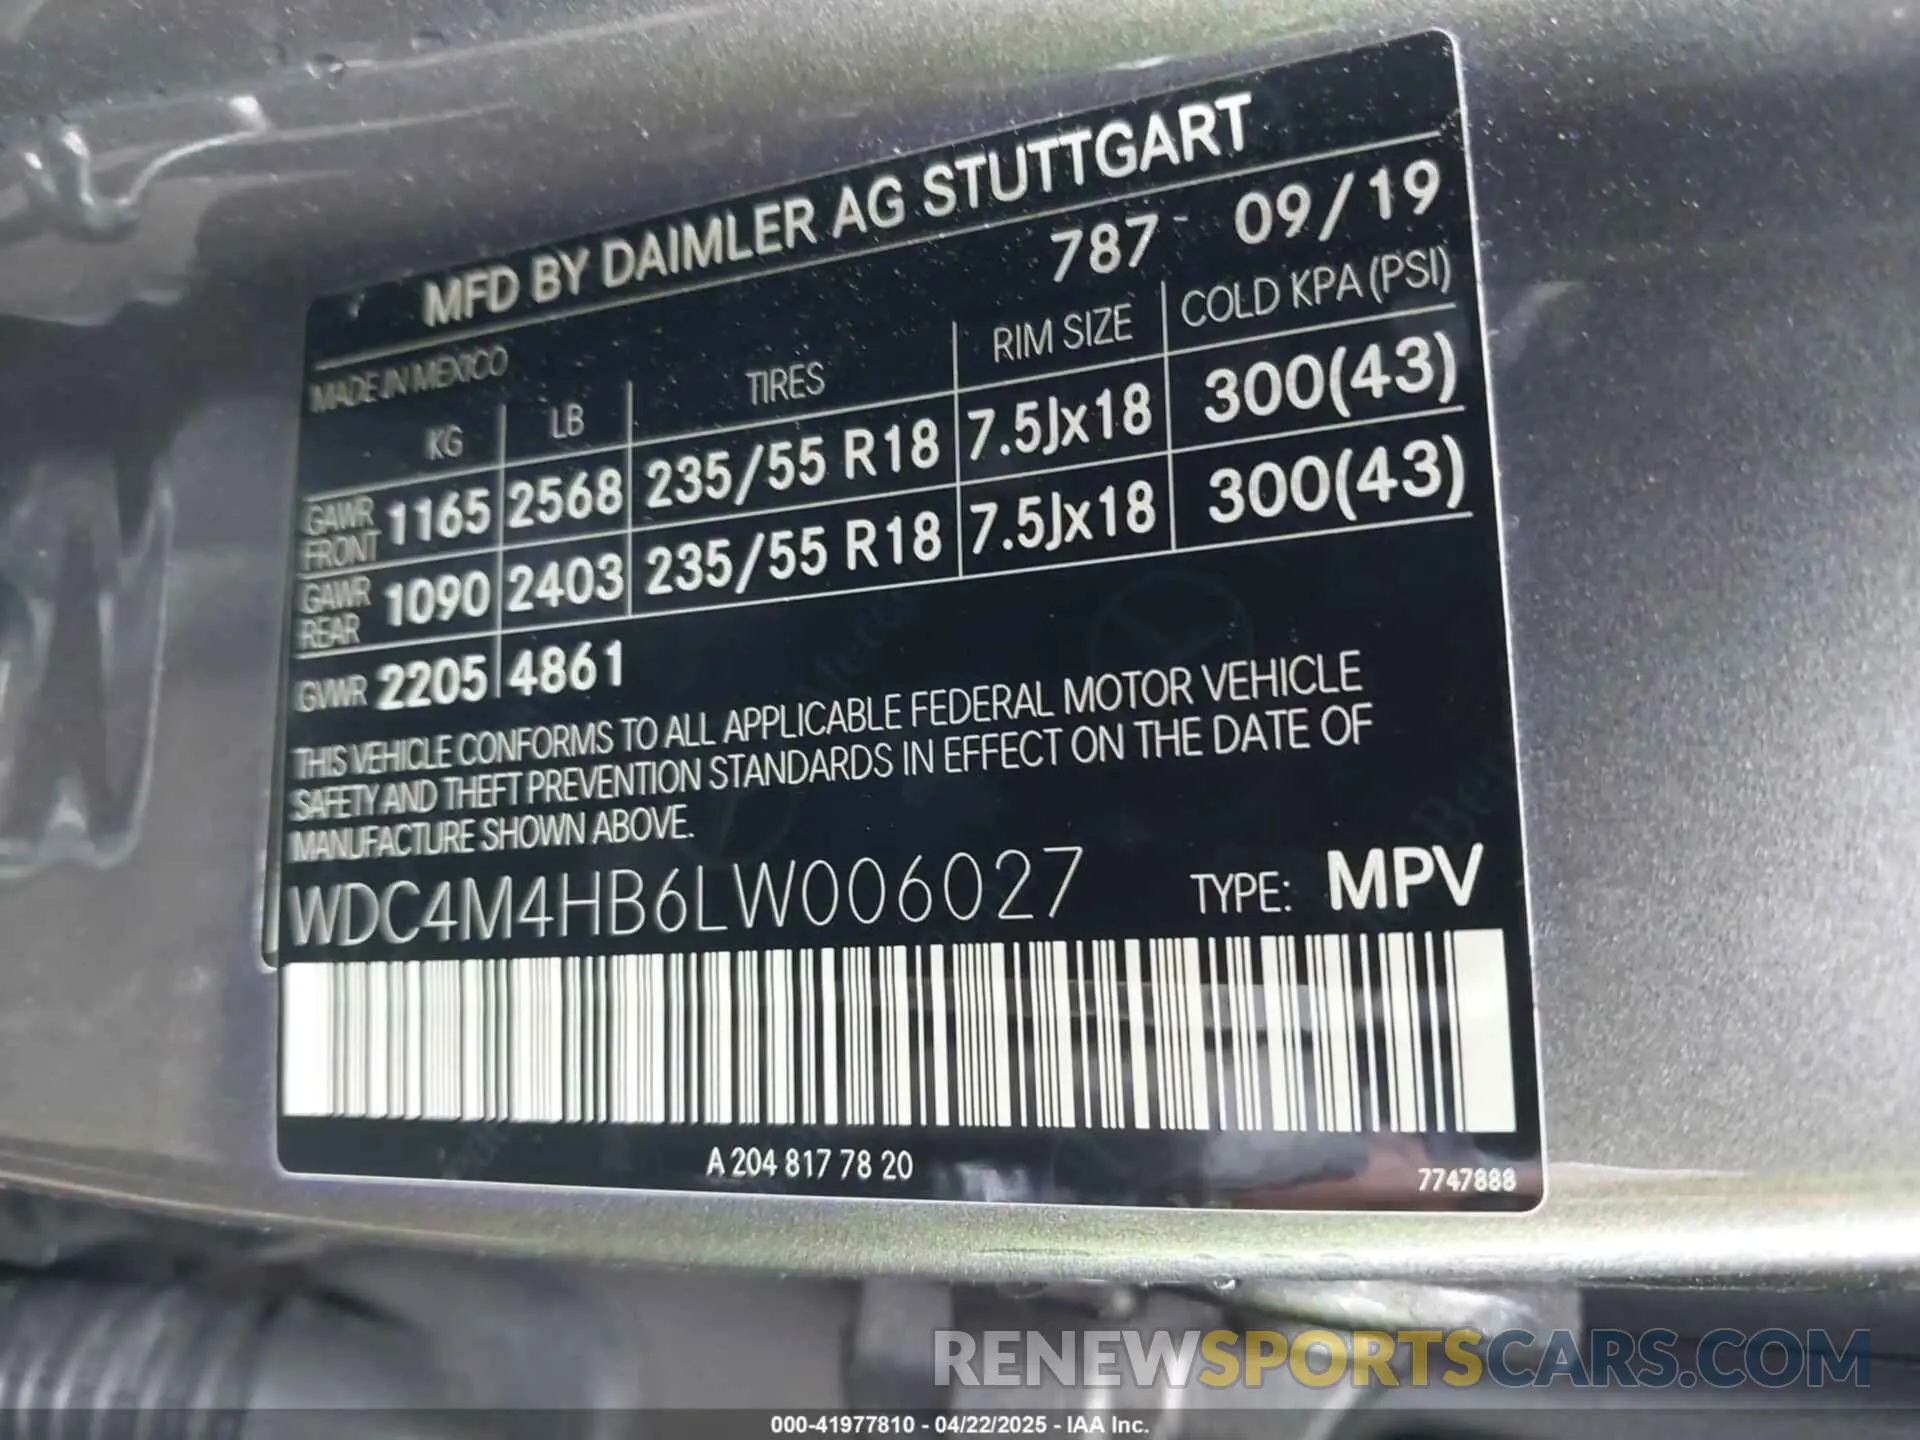 MFD BY DAIMLER AG STUTTGART
MADE IN MEXICO 787 09/19
KG LB TIRES RIM SIZE COLD KPA (PSI)
GAWR FRONT 1165 2568 235/55 R18 7.5Jx18 300(43)
GAWR REAR 1090 2403 235/55 R18 7.5Jx18 300(43)
GVWR 2205 4861
THIS VEHICLE CONFORMS TO ALL APPLICABLE FEDERAL MOTOR VEHICLE
SAFETY AND THEFT PREVENTION STANDARDS IN EFFECT ON THE DATE OF
MANUFACTURE SHOWN ABOVE.
WDC4M4HB6LW006027 TYPE: MPV
A 204 817 78 20 7747888
RENEWSPORTSCARS.COM
000-41977810 - 04/22/2025 - IAA Inc.